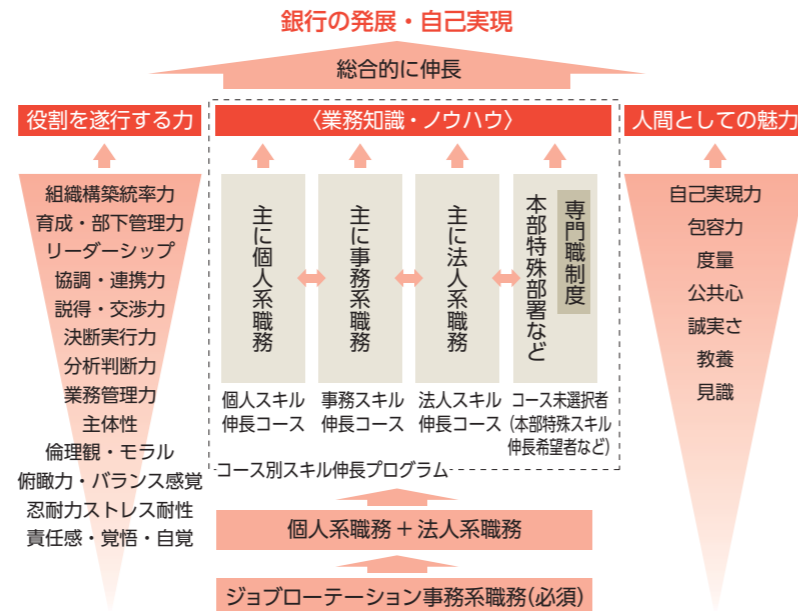 銀行の発展・自己実現
総合的に伸長
役割を遂行する力
組織構築統率力
育成・部下管理力
リーダーシップ
協調・連携力
説得・交渉力
決断実行力
分析判断力
業務管理力
主体性
倫理観・モラル
俯瞰力・バランス感覚
忍耐力ストレス耐性
責任感・覚悟・自覚
〈業務知識・ノウハウ〉
主に個人系職務
主に事務系職務
主に法人系職務
専門職制度
本部特殊部署など
個人スキル
伸長コース
事務スキル
伸長コース
法人スキル
伸長コース
コース未選択者
(本部特殊スキル
伸長希望者など)
コース別スキル伸長プログラム
個人系職務 + 法人系職務
ジョブローテーション事務系職務(必須)
人間としての魅力
自己実現力
包容力
度量
公共心
誠実さ
教養
見識